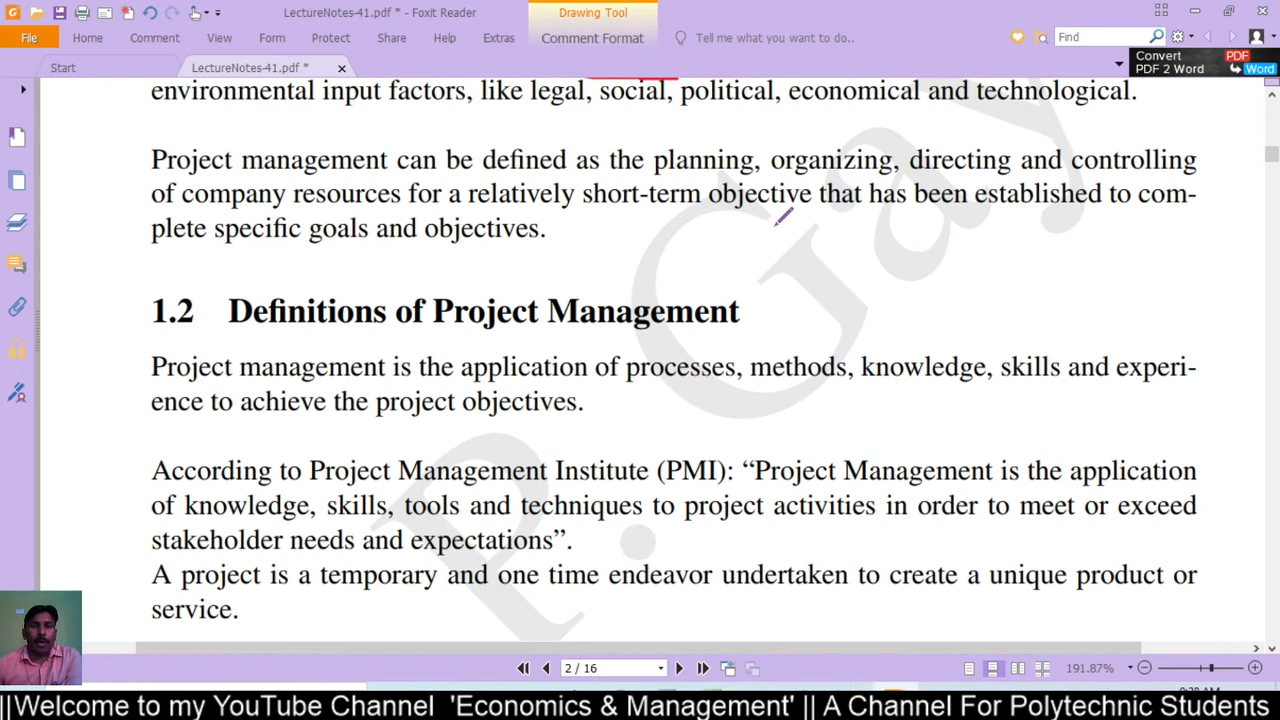 LectureNotes-41.pdf * - Foxit Reader
Drawing Tool
File Home Comment View Form Protect Share Help Extras Comment Format Tell me what you want to do.. Find
Start LectureNotes-41.pdf *
Convert PDF
PDF 2 Word Word
environmental input factors, like legal, social, political, economical and technological.
Project management can be defined as the planning, organizing, directing and controlling
of company resources for a relatively short-term objective that has been established to com-
plete specific goals and objectives.
1.2 Definitions of Project Management
Project management is the application of processes, methods, knowledge, skills and experi-
ence to achieve the project objectives.
According to Project Management Institute (PMI): “Project Management is the application
of knowledge, skills, tools and techniques to project activities in order to meet or exceed
stakeholder needs and expectations”.
A project is a temporary and one time endeavor undertaken to create a unique product or
service.
P. Gay
2 / 16 191.87%
||Welcome to my YouTube Channel 'Economics & Management' || A Channel For Polytechnic Students